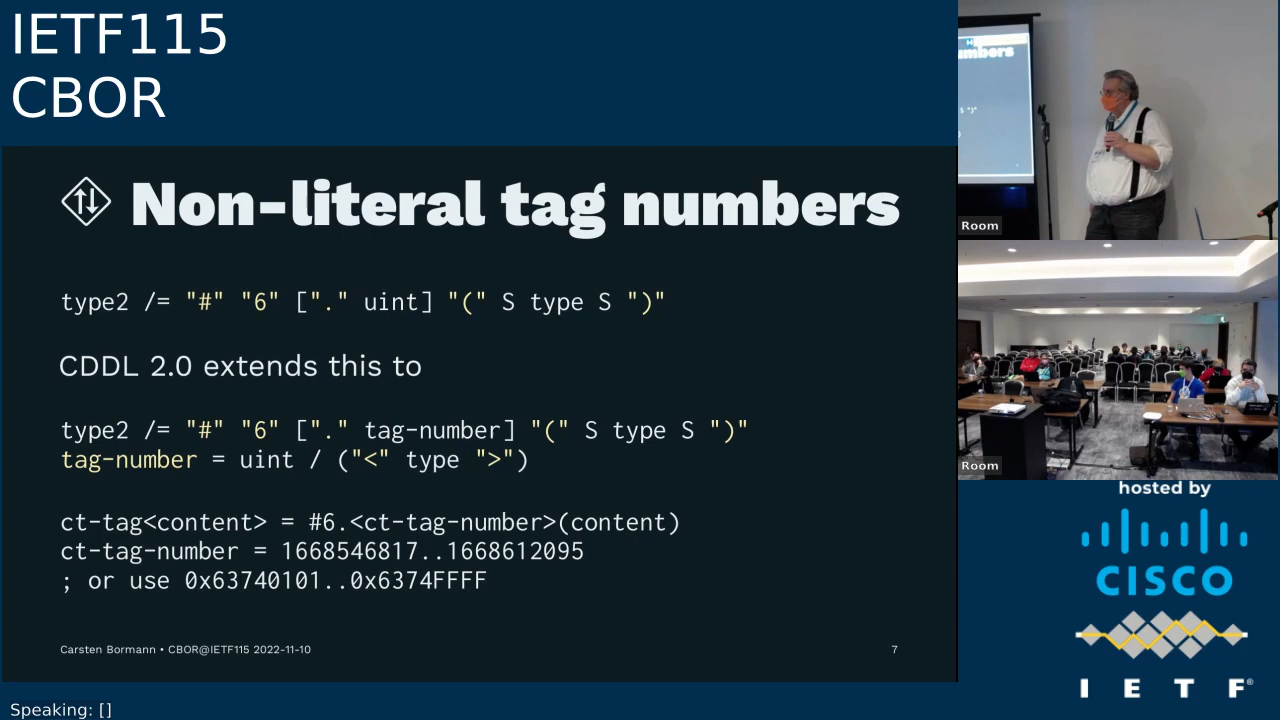 IETF115
CBOR
Non-literal tag numbers
type2 /= "#" "6" ["." uint] "(" S type S ")"
CDDL 2.0 extends this to
type2 /= "#" "6" ["." tag-number] "(" S type S ")"
tag-number = uint / ("<" type ">")
ct-tag<content> = #6.<ct-tag-number>(content)
ct-tag-number = 1668546817..1668612095
; or use 0x63740101..0x6374FFFF
Carsten Bormann • CBOR@IETF115 2022-11-10
7
umbers
Room
Room
hosted by
CISCO
IETF®
Speaking: []